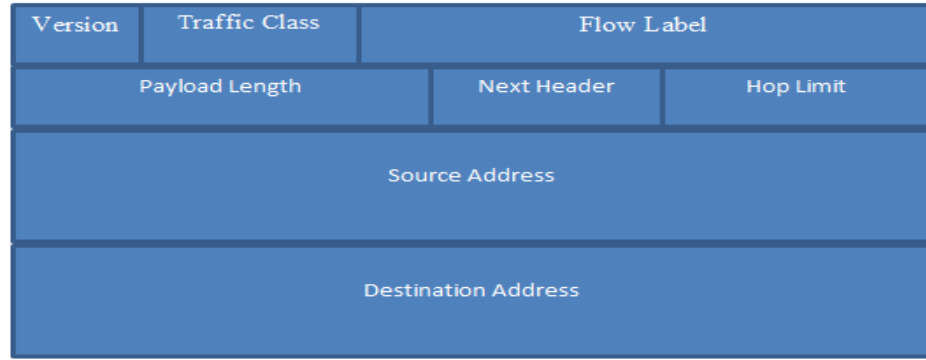 Version Traffic Class Flow Label
Payload Length Next Header Hop Limit
Source Address
Destination Address